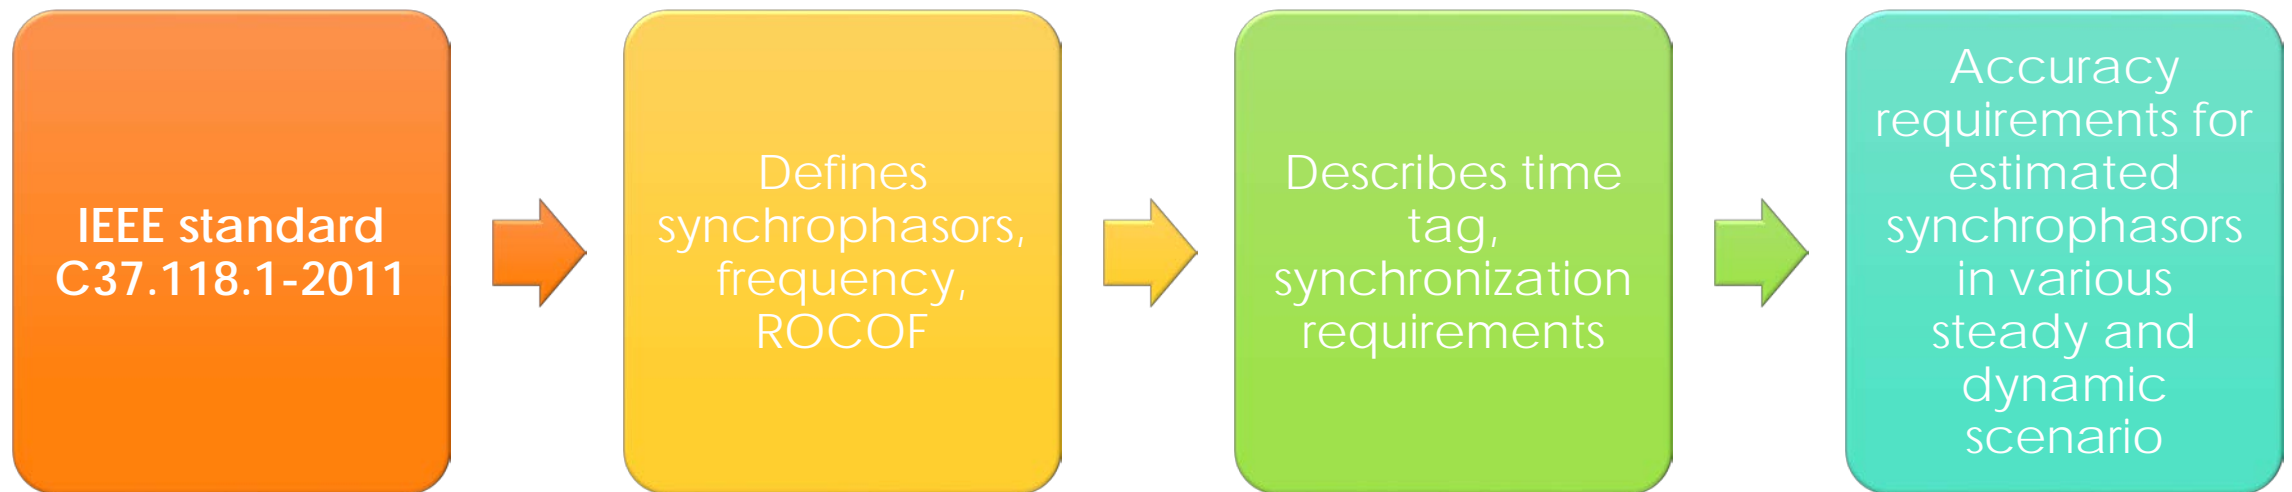 IEEE standard
C37.118.1-2011
Defines
synchrophasors,
frequency,
ROCOF
Describes time
tag,
synchronization
requirements
Accuracy
requirements for
estimated
synchrophasors
in various
steady and
dynamic
scenario